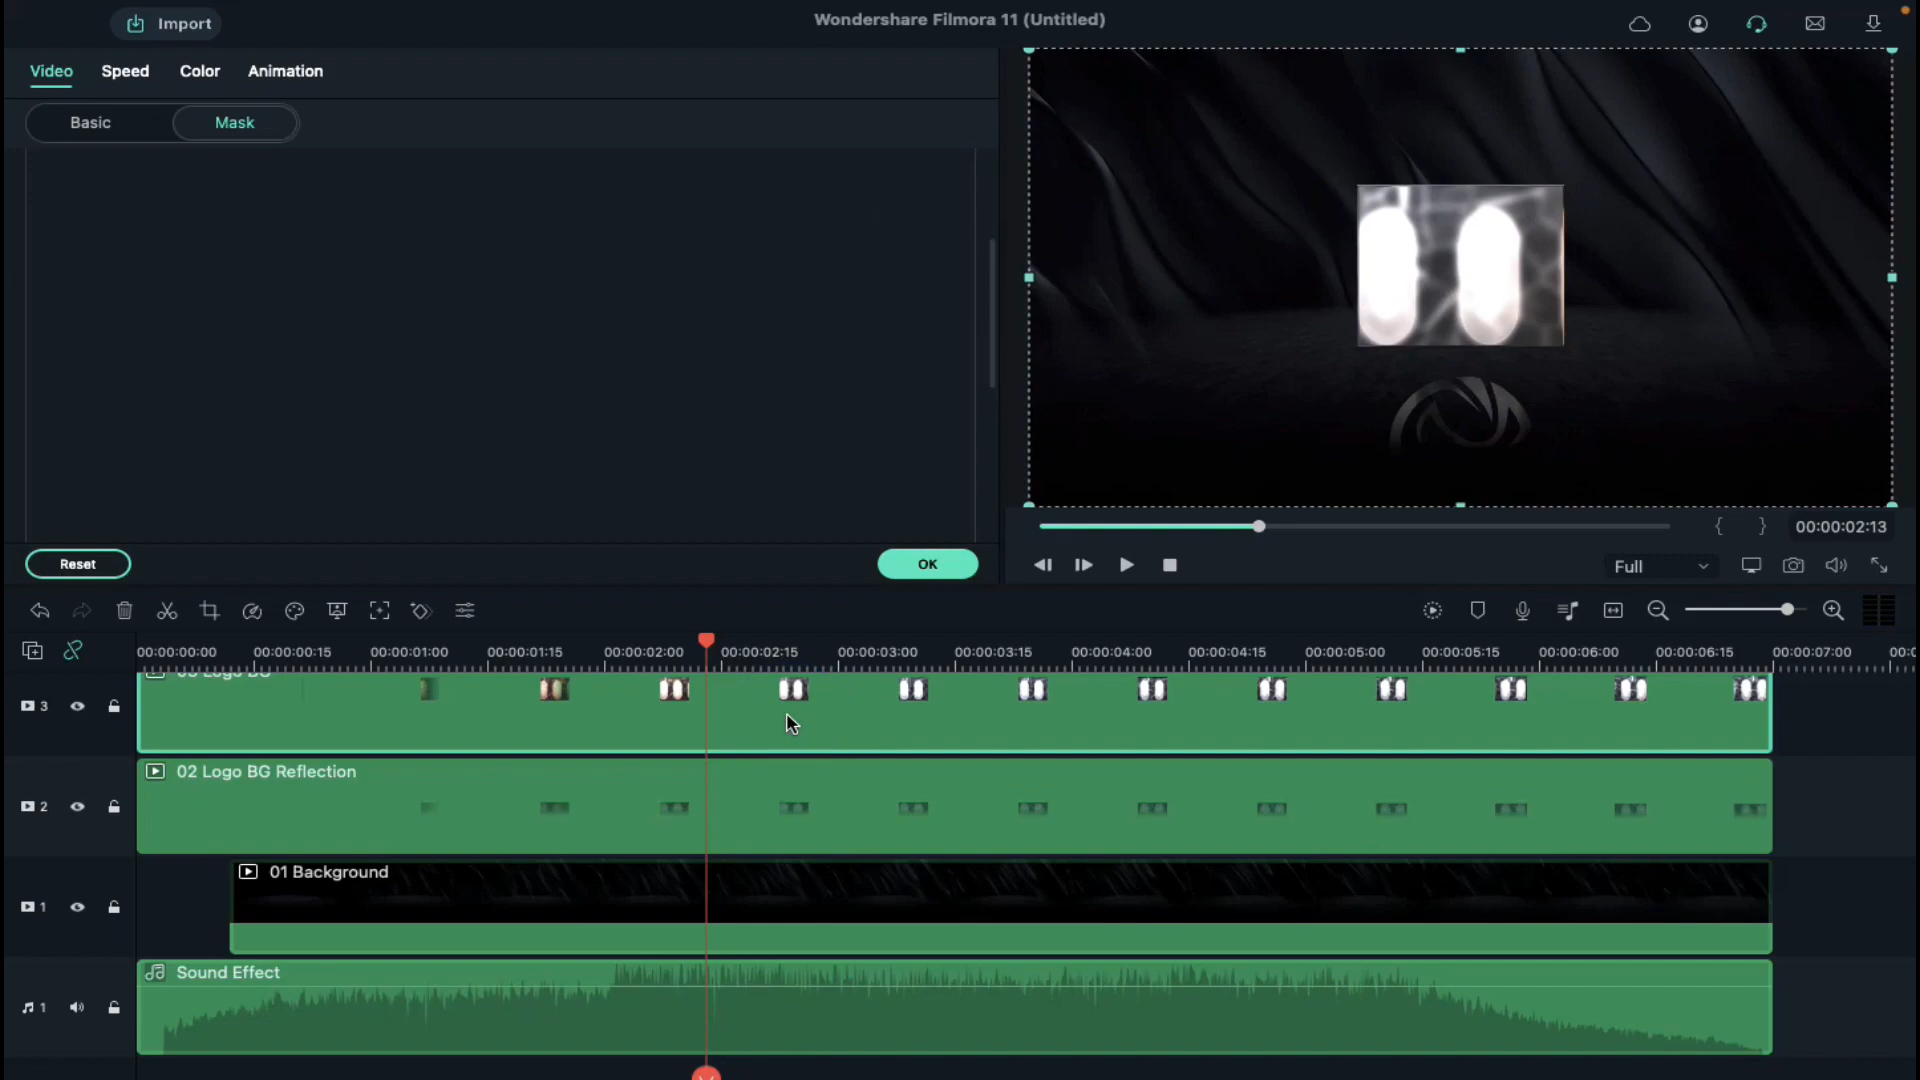 Import
Wondershare Filmora 11 (Untitled)
Video Speed Color Animation
Basic Mask
Reset OK
00:00:02:13
Full
00:00:00:00 00:00:00:15 00:00:01:00 00:00:01:15 00:00:02:00 00:00:02:15 00:00:03:00 00:00:03:15 00:00:04:00 00:00:04:15 00:00:05:00 00:00:05:15 00:00:06:00 00:00:06:15 00:00:07:00
3
2
02 Logo BG Reflection
1
01 Background
1
Sound Effect